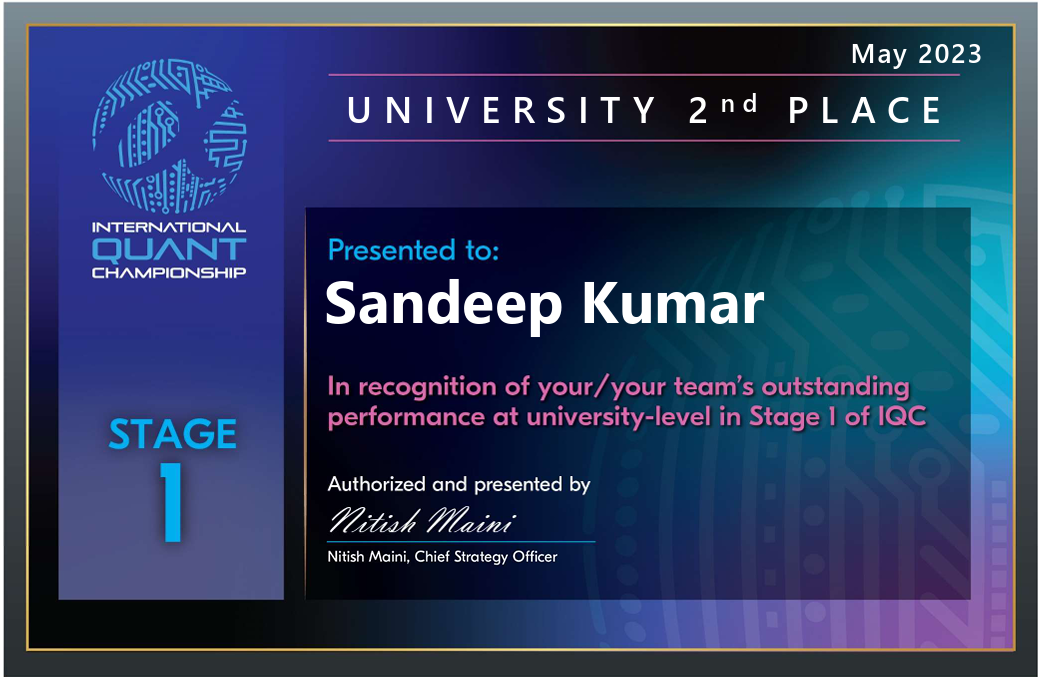 May 2023
UNIVERSITY 2nd PLACE
INTERNATIONAL
QUANT
CHAMPIONSHIP
Presented to:
Sandeep Kumar
In recognition of your/your team’s outstanding
performance at university-level in Stage 1 of IQC
STAGE
1
Authorized and presented by
Nitish Maini
Nitish Maini, Chief Strategy Officer